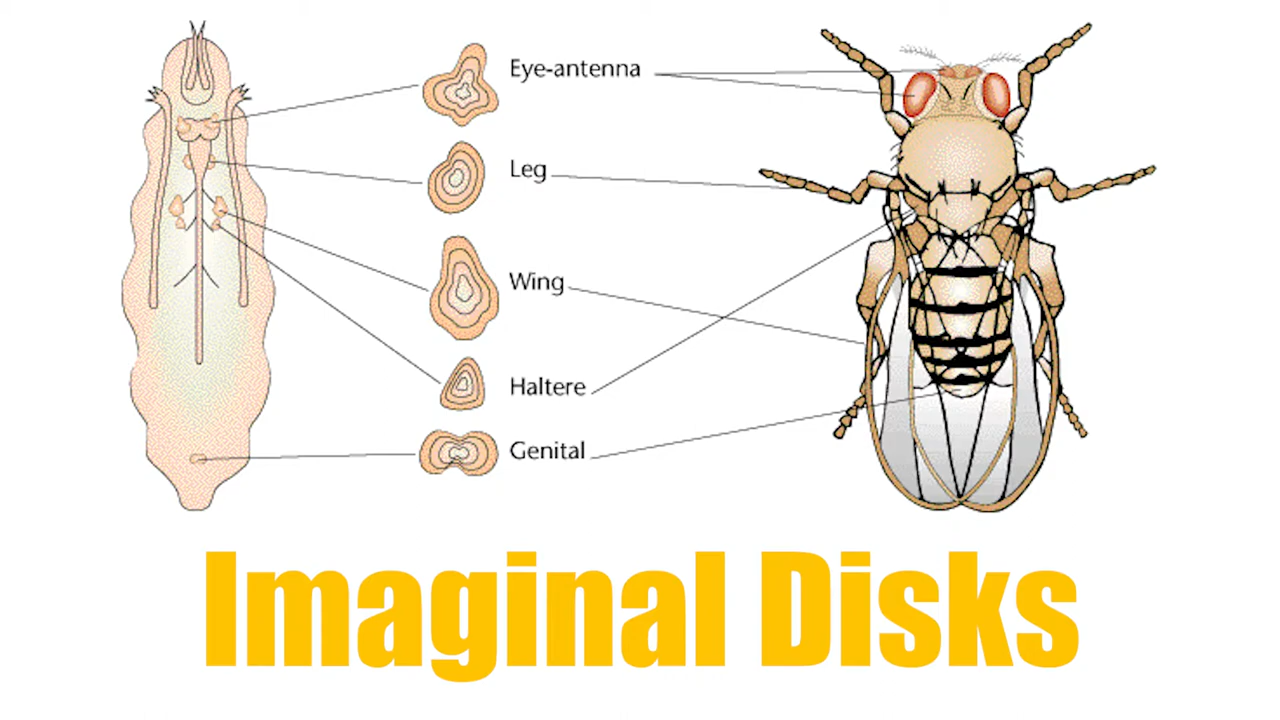 Eye-antenna
Leg
Wing
Haltere
Genital
Imaginal Disks